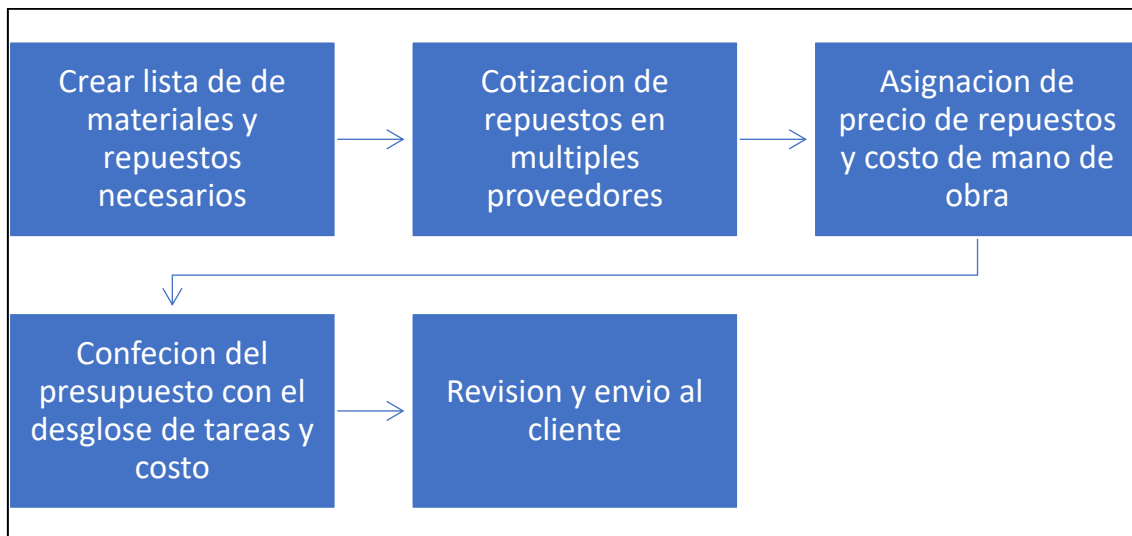 Crear lista de de
materiales y
repuestos
necesarios
Cotizacion de
repuestos en
multiples
proveedores
Asignacion de
precio de repuestos
y costo de mano de
obra
Confecion del
presupuesto con el
desglose de tareas y
costo
Revision y envio al
cliente